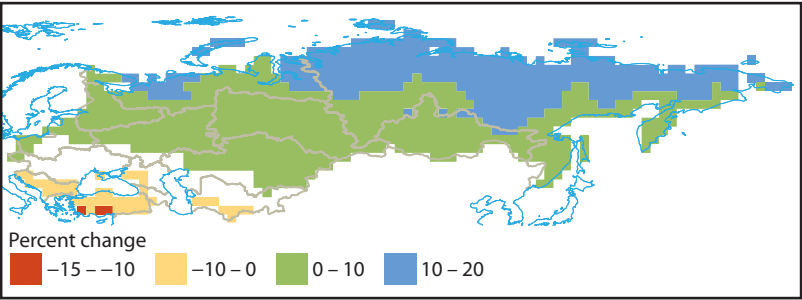 Percent change
−15 – −10 −10 – 0 0 – 10 10 – 20